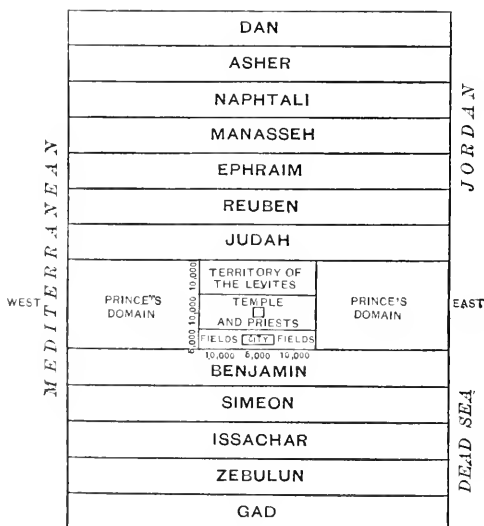 DAN
ASHER
NAPHTALI
MANASSEH
EPHRAIM
REUBEN
JUDAH
MEDITERRANEAN
JORDAN
WEST
PRINCE'S
DOMAIN
10,000
10,000
5,000
TERRITORY OF
THE LEVITES
TEMPLE
AND PRIESTS
FIELDS CITY FIELDS
10,000 5,000 10,000
PRINCE'S
DOMAIN
EAST
BENJAMIN
SIMEON
ISSACHAR
ZEBULUN
GAD
DEAD SEA